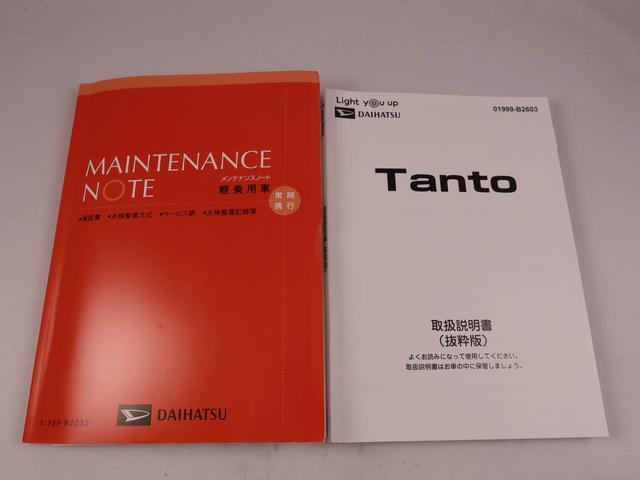 MAINTENANCE
NOTE
メンテナンスノート
軽乗用車
常時
携行
●保証書 ●点検整備方式 ●サービス網 ●点検整備記録簿
DAIHATSU
01999-B2032
Light you up
DAIHATSU
01999-B2603
Tanto
取扱説明書
（抜粋版）
よくお読みになって使用してください。
取扱説明書はお車の中に保管しましょう。